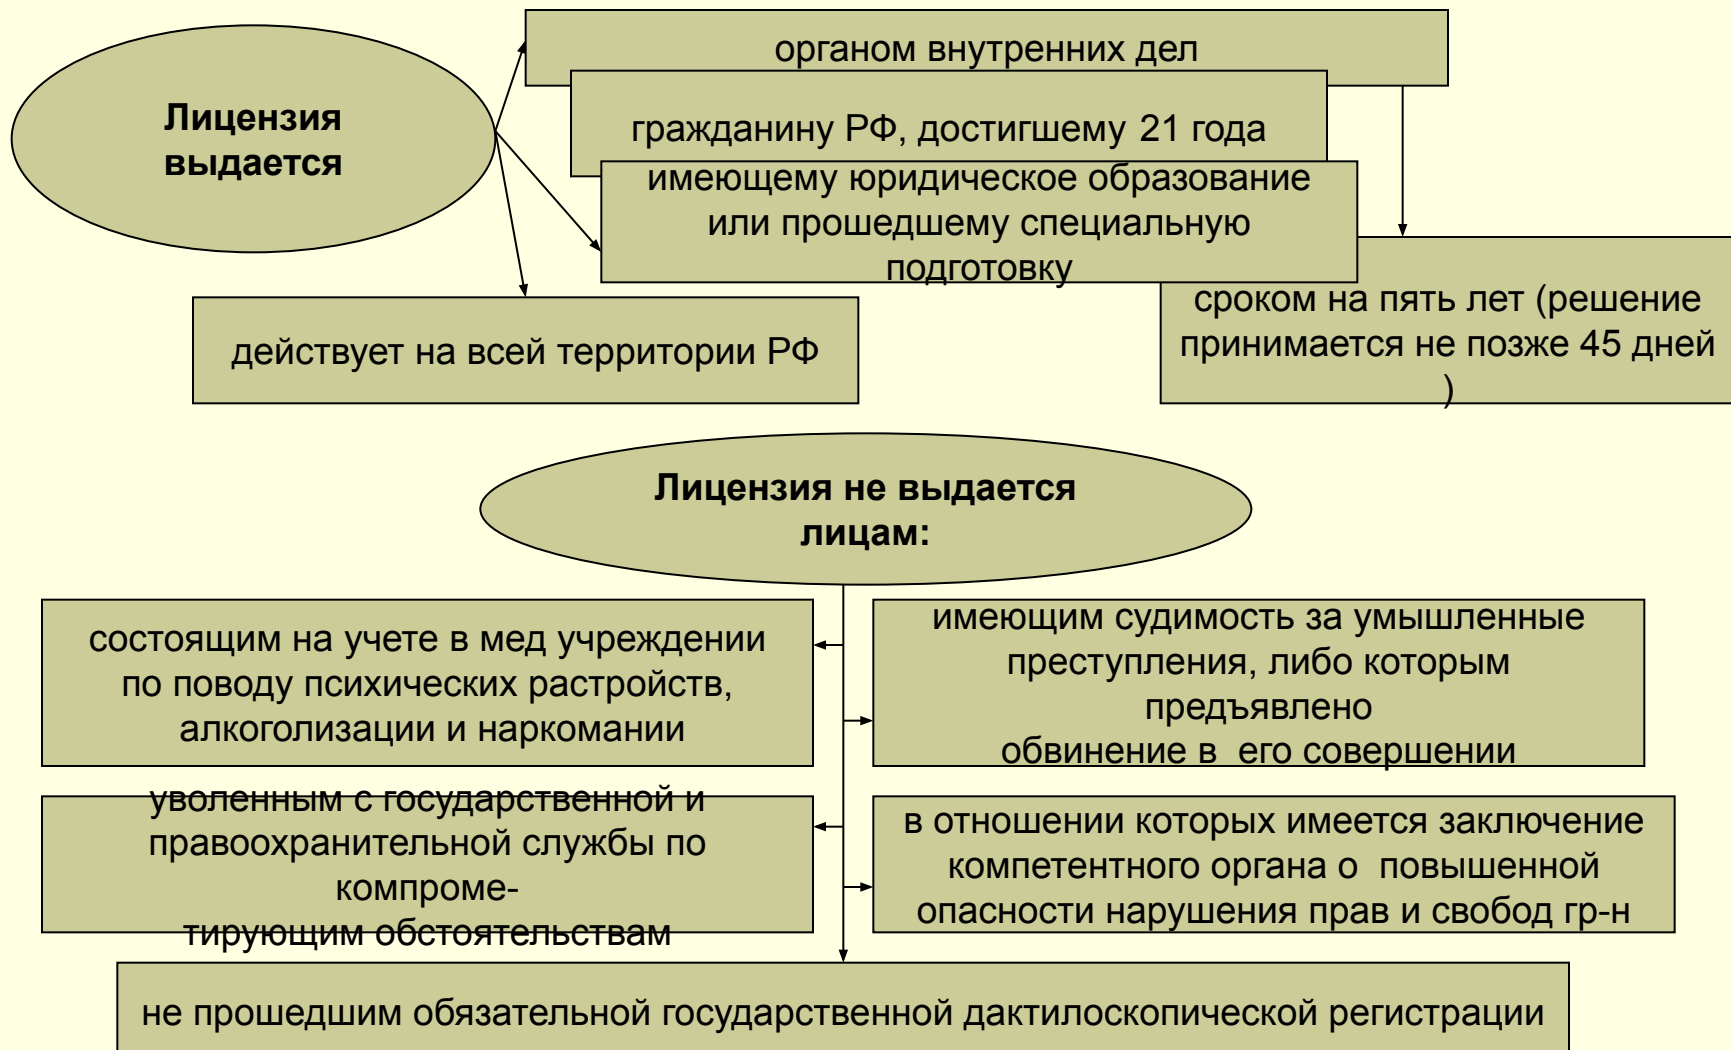 Лицензия
выдается
органом внутренних дел
гражданину РФ, достигшему 21 года
имеющему юридическое образование
или прошедшему специальную
подготовку
сроком на пять лет (решение
принимается не позже 45 дней
)
действует на всей территории РФ
Лицензия не выдается
лицам:
состоящим на учете в мед учреждении
по поводу психических растройств,
алкоголизации и наркомании
имеющим судимость за умышленные
преступления, либо которым
предъявлено
обвинение в его совершении
уволенным с государственной и
правоохранительной службы по
компроме-
тирующим обстоятельствам
в отношении которых имеется заключение
компетентного органа о повышенной
опасности нарушения прав и свобод гр-н
не прошедшим обязательной государственной дактилоскопической регистрации